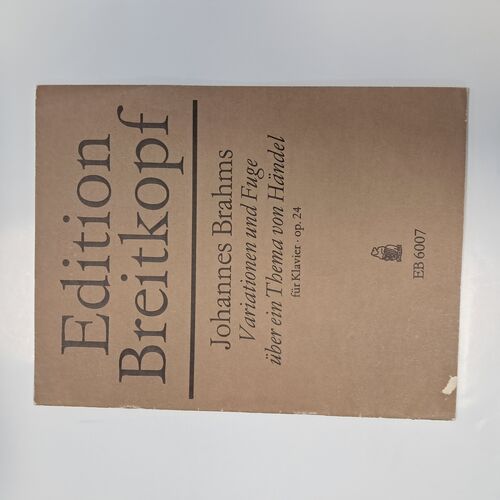 Edition
Breitkopf
Johannes Brahms
Variationen und Fuge
über ein Thema von Händel
für Klavier · op. 24
EB 6007